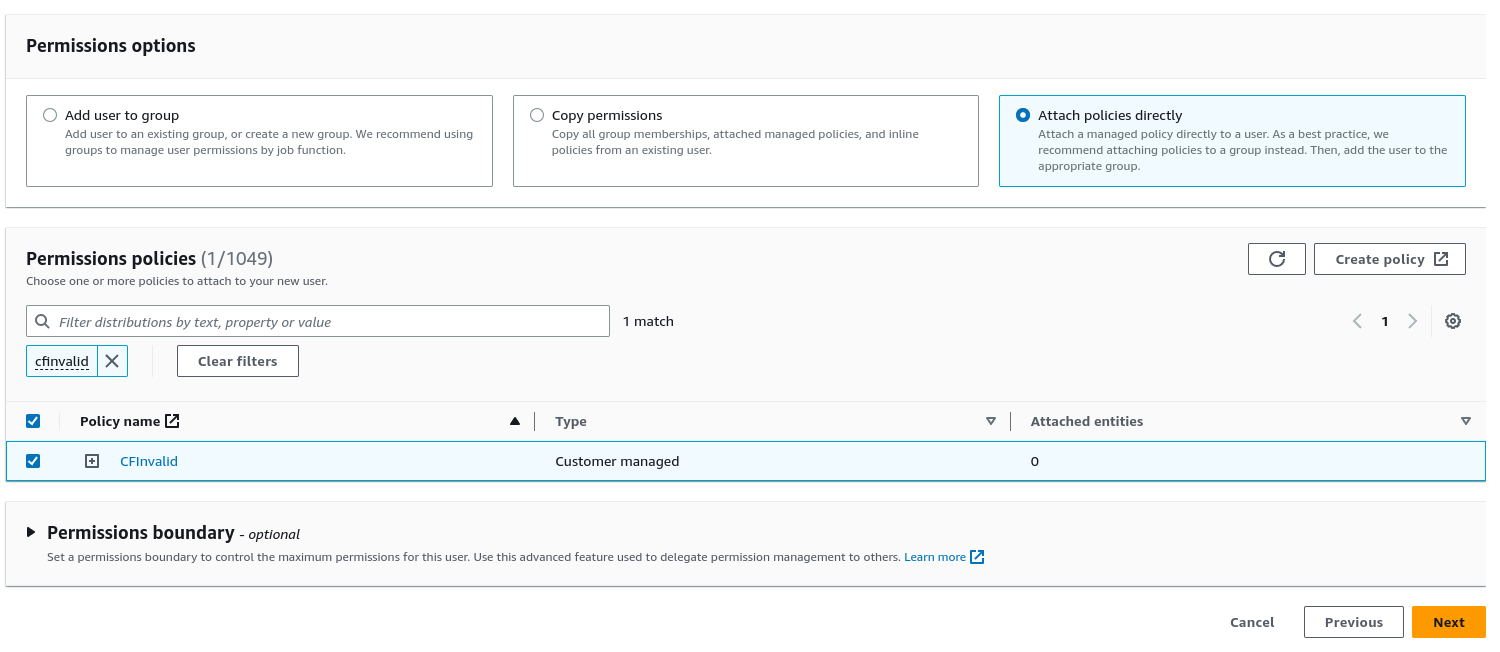 Permissions options
Add user to group
Add user to an existing group, or create a new group. We recommend using
groups to manage user permissions by job function.
Copy permissions
Copy all group memberships, attached managed policies, and inline
policies from an existing user.
Attach policies directly
Attach a managed policy directly to a user. As a best practice, we
recommend attaching policies to a group instead. Then, add the user to the
appropriate group.
Permissions policies (1/1049)
Choose one or more policies to attach to your new user.
Create policy
Filter distributions by text, property or value
1 match
1
cfinvalid
Clear filters
Policy name Type Attached entities
CFInvalid Customer managed 0
Permissions boundary - optional
Set a permissions boundary to control the maximum permissions for this user. Use this advanced feature used to delegate permission management to others. Learn more
Cancel Previous Next